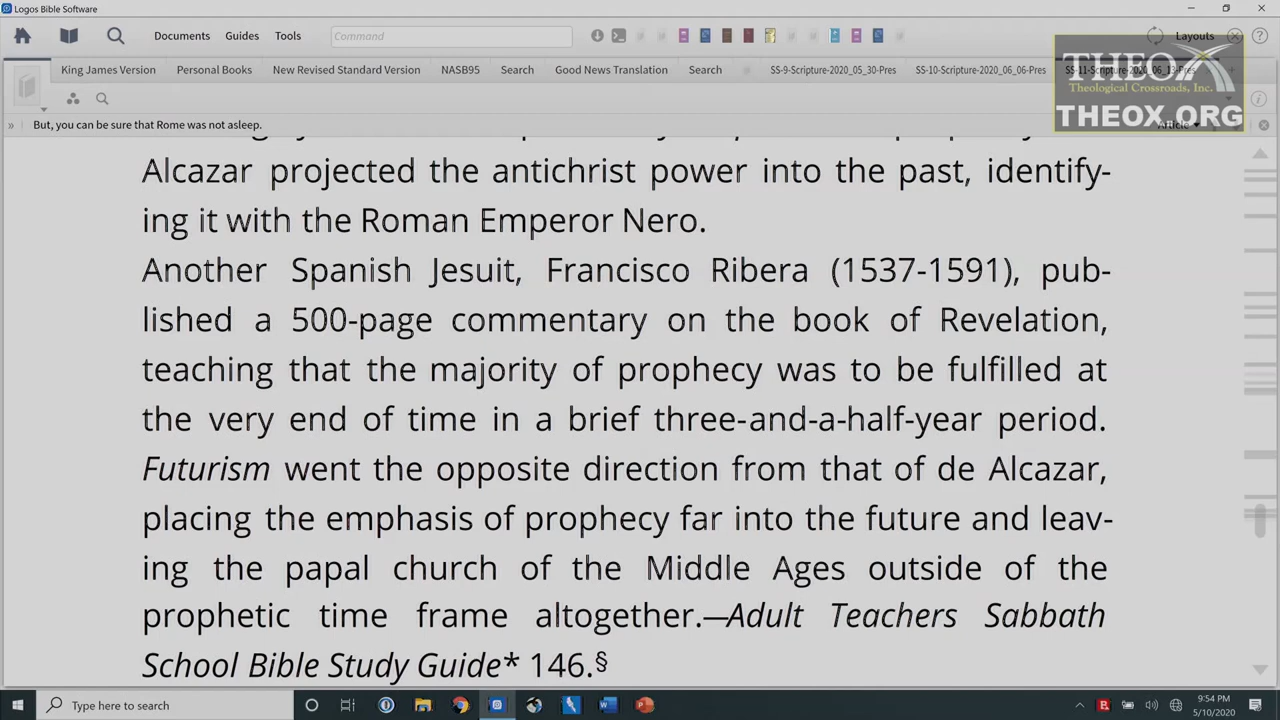 Logos Bible Software
Documents Guides Tools Command Layouts
King James Version Personal Books New Revised Search Good News Translation Search SS-9-Scripture-2020_05_30-Pres SS-10-Scripture-2020_06_06-Pres SS-11-Scripture-2020_06_13-Pres
THEOX
Theological Crossroads, Inc.
THEOX.ORG
» But, you can be sure that Rome was not asleep. Article
Alcazar projected the antichrist power into the past, identify-
ing it with the Roman Emperor Nero.
Another Spanish Jesuit, Francisco Ribera (1537-1591), pub-
lished a 500-page commentary on the book of Revelation,
teaching that the majority of prophecy was to be fulfilled at
the very end of time in a brief three-and-a-half-year period.
Futurism went the opposite direction from that of de Alcazar,
placing the emphasis of prophecy far into the future and leav-
ing the papal church of the Middle Ages outside of the
prophetic time frame altogether.—Adult Teachers Sabbath
School Bible Study Guide* 146.§
Type here to search
9:54 PM
5/10/2020